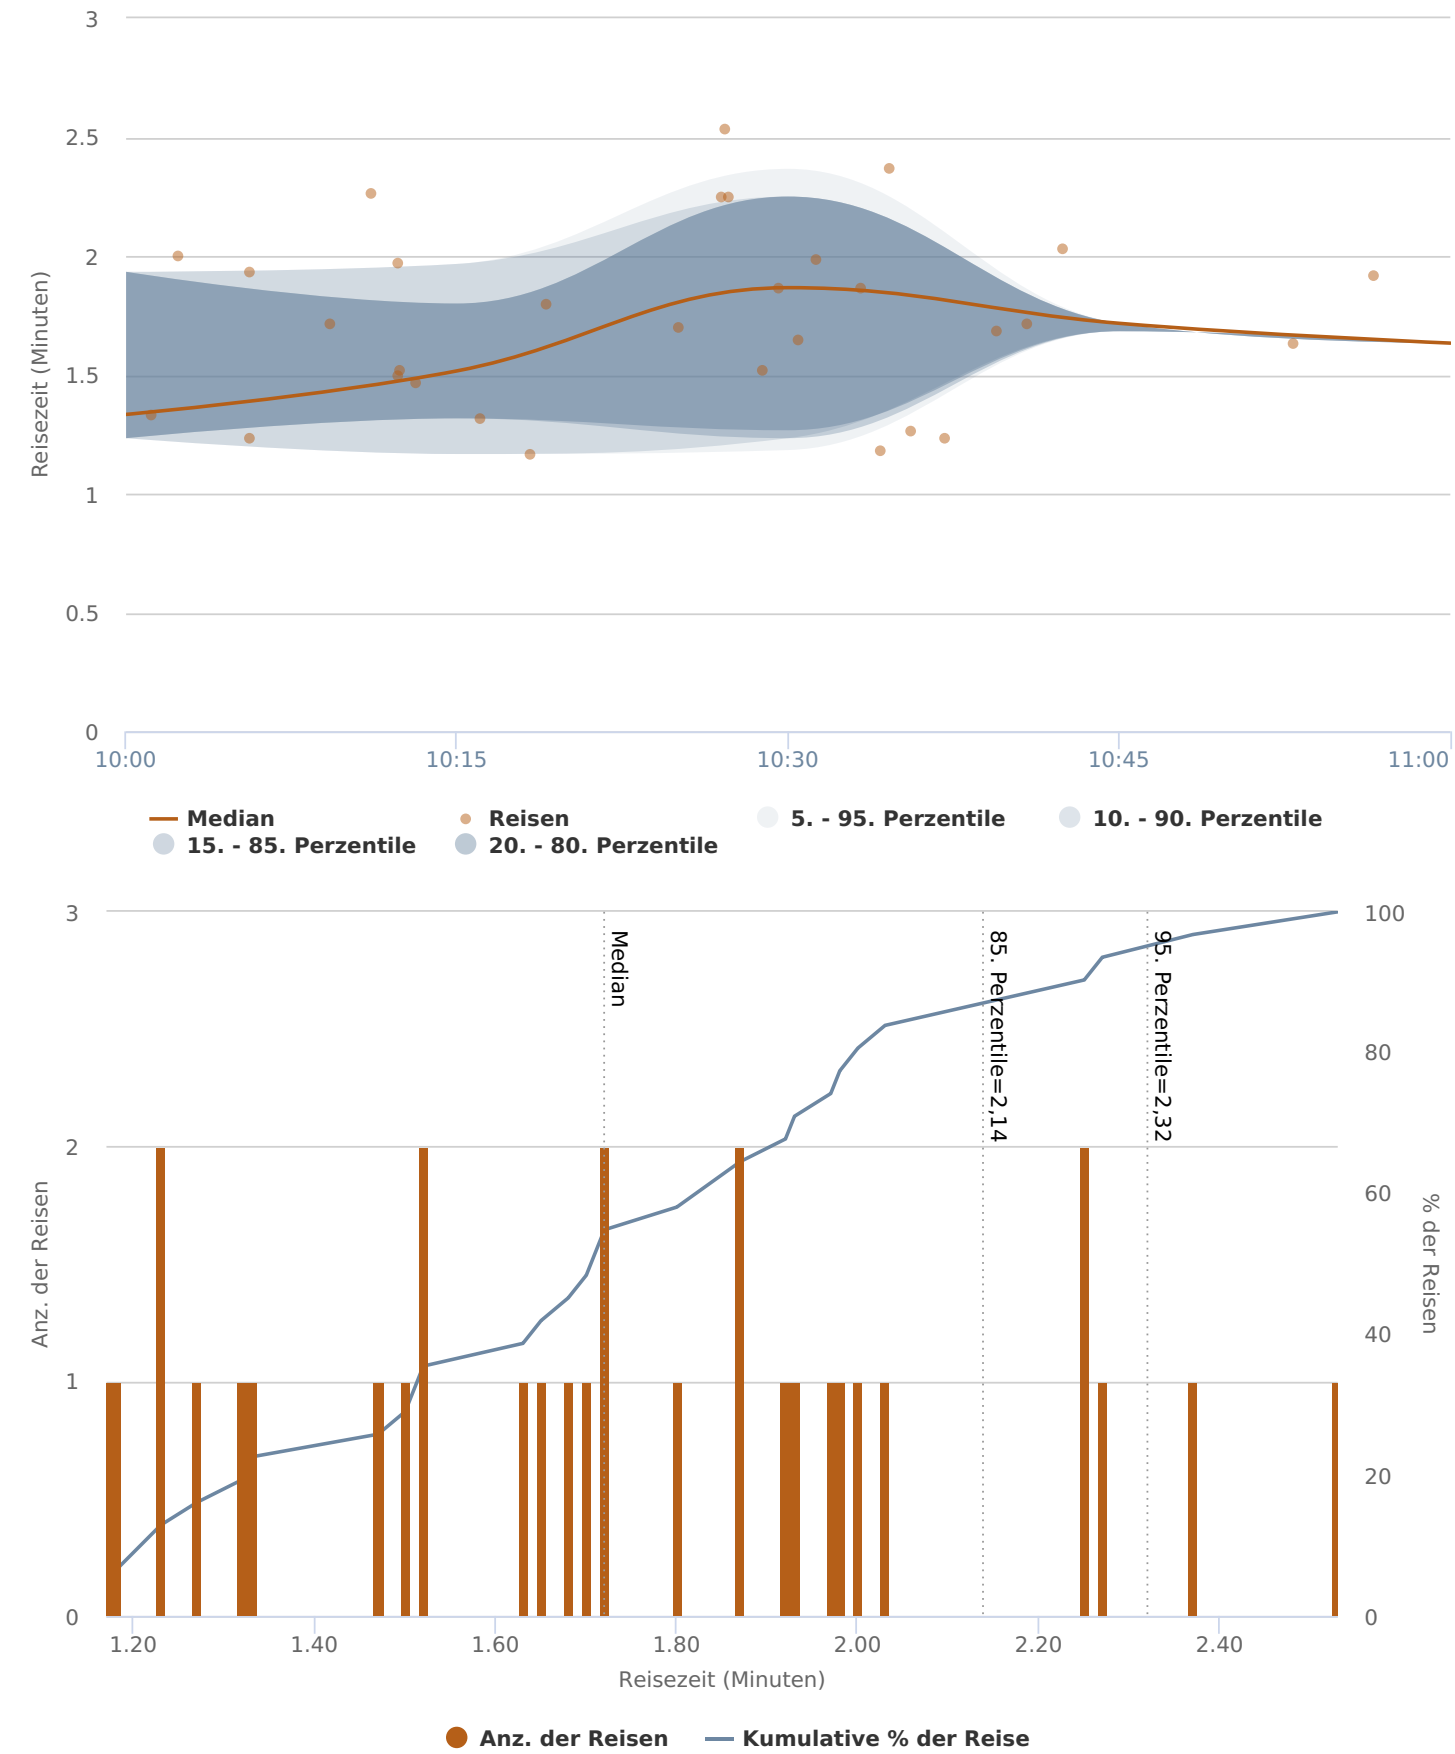 3
2.5
2
1.5
1
0.5
0
Reisezeit (Minuten)
10:00 10:15 10:30 10:45 11:00
Median Reisen 5. - 95. Perzentile 10. - 90. Perzentile
15. - 85. Perzentile 20. - 80. Perzentile
3
2
1
0
Anz. der Reisen
Median
85. Perzentile=2,14
95. Perzentile=2,32
100
80
60
40
20
0
% der Reisen
1.20 1.40 1.60 1.80 2.00 2.20 2.40
Reisezeit (Minuten)
Anz. der Reisen Kumulative % der Reise